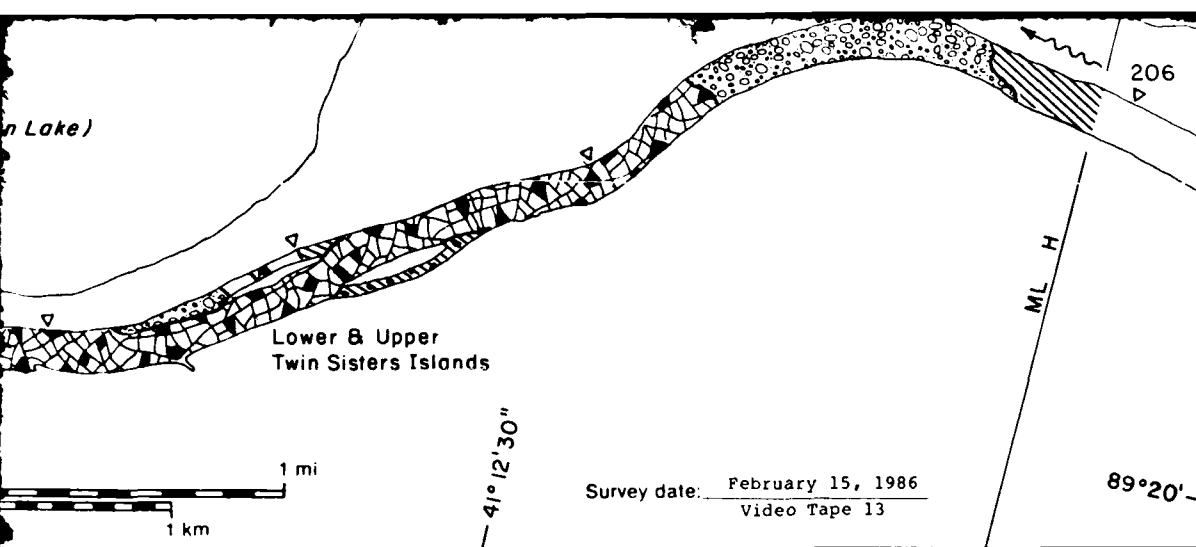 206
n Lake)
ML H
Lower & Upper
Twin Sisters Islands
41° 12'30"
1 mi
1 km
Survey date: February 15, 1986
Video Tape 13
89°20'